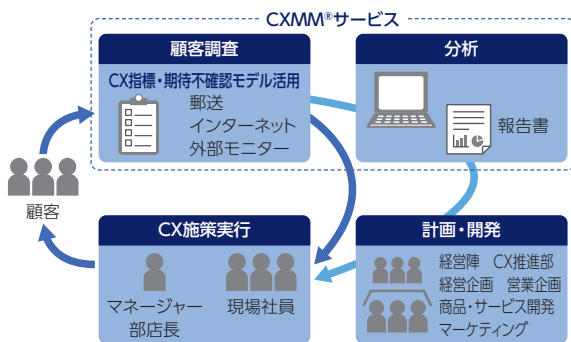 CXMM®サービス
顧客調査
CX指標・期待不確認モデル活用
郵送
インターネット
外部モニター
分析
報告書
顧客
CX施策実行
マネージャー
部店長
現場社員
計画・開発
経営陣 CX推進部
経営企画 営業企画
商品・サービス開発
マーケティング